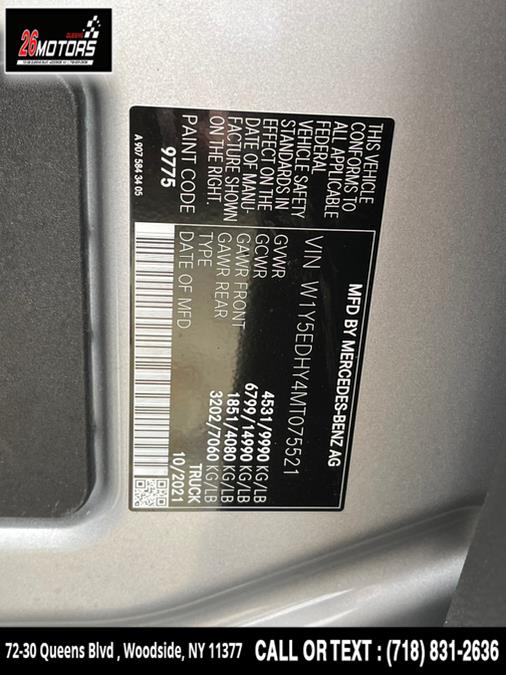 QUEENS
26MOTORS
MFD BY MERCEDES-BENZ AG
VIN W1Y5EDHY4MT075521
GVWR 4531/9990 KG/LB
GCWR 6799/14990 KG/LB
GAWR FRONT 1851/4080 KG/LB
GAWR REAR 3202/7060 KG/LB
TYPE TRUCK
DATE OF MFD 10/2021
THIS VEHICLE
CONFORMS TO
ALL APPLICABLE
FEDERAL
VEHICLE SAFETY
STANDARDS IN
EFFECT ON THE
DATE OF MANU-
FACTURE SHOWN
ON THE RIGHT.
PAINT CODE
9775
A 907 584 34 05
72-30 Queens Blvd , Woodside, NY 11377 CALL OR TEXT : (718) 831-2636